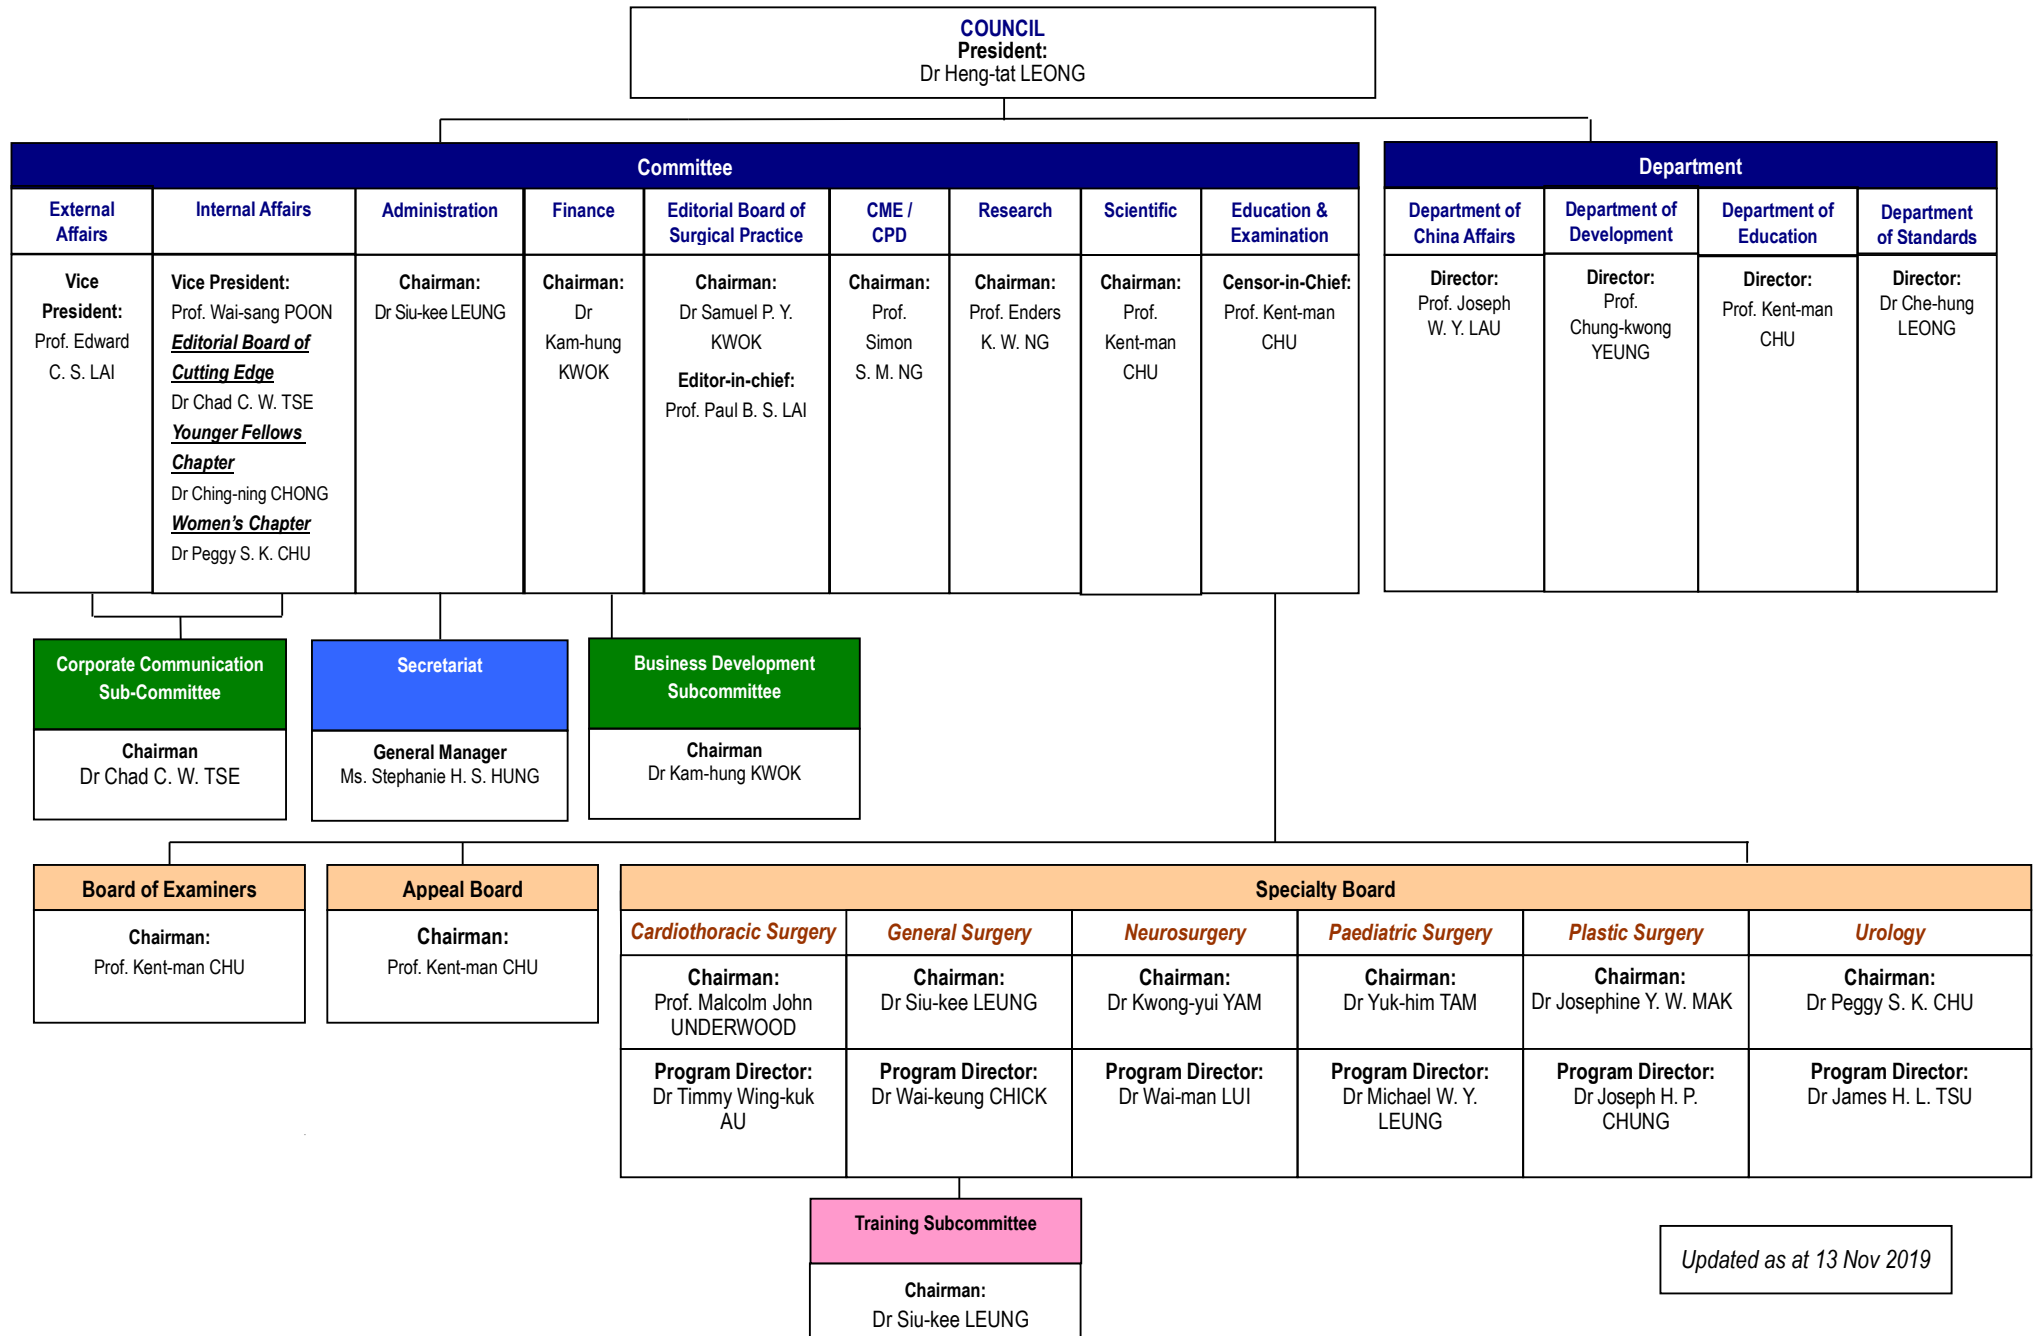 COUNCIL
President:
Dr Heng-tat LEONG
Committee
External
Affairs
Vice
President:
Prof. Edward
C. S. LAI
Internal Affairs
Vice President:
Prof. Wai-sang POON
Editorial Board of
Cutting Edge
Dr Chad C. W. TSE
Younger Fellows
Chapter
Dr Ching-ning CHONG
Women's Chapter
Dr Peggy S. K. CHU
Administration
Chairman:
Dr Siu-kee LEUNG
Finance
Chairman:
Dr
Kam-hung
KWOK
Editorial Board of
Surgical Practice
Chairman:
Dr Samuel P. Y.
KWOK
Editor-in-chief:
Prof. Paul B. S. LAI
CME /
CPD
Chairman:
Prof.
Simon
S. M. NG
Research
Chairman:
Prof. Enders
K. W. NG
Scientific
Chairman:
Prof.
Kent-man
CHU
Education &
Examination
Censor-in-Chief:
Prof. Kent-man
CHU
Department
Department of
China Affairs
Director:
Prof. Joseph
W. Y. LAU
Department of
Development
Director:
Prof.
Chung-kwong
YEUNG
Department of
Education
Director:
Prof. Kent-man
CHU
Department
of Standards
Director:
Dr Che-hung
LEONG
Corporate Communication
Sub-Committee
Chairman
Dr Chad C. W. TSE
Secretariat
General Manager
Ms. Stephanie H. S. HUNG
Business Development
Subcommittee
Chairman
Dr Kam-hung KWOK
Board of Examiners
Chairman:
Prof. Kent-man CHU
Appeal Board
Chairman:
Prof. Kent-man CHU
Specialty Board
Cardiothoracic Surgery
Chairman:
Prof. Malcolm John
UNDERWOOD
Program Director:
Dr Timmy Wing-kuk
AU
General Surgery
Chairman:
Dr Siu-kee LEUNG
Program Director:
Dr Wai-keung CHICK
Neurosurgery
Chairman:
Dr Kwong-yui YAM
Program Director:
Dr Wai-man LUI
Paediatric Surgery
Chairman:
Dr Yuk-him TAM
Program Director:
Dr Michael W. Y.
LEUNG
Plastic Surgery
Chairman:
Dr Josephine Y. W. MAK
Program Director:
Dr Joseph H. P.
CHUNG
Urology
Chairman:
Dr Peggy S. K. CHU
Program Director:
Dr James H. L. TSU
Training Subcommittee
Chairman:
Dr Siu-kee LEUNG
Updated as at 13 Nov 2019